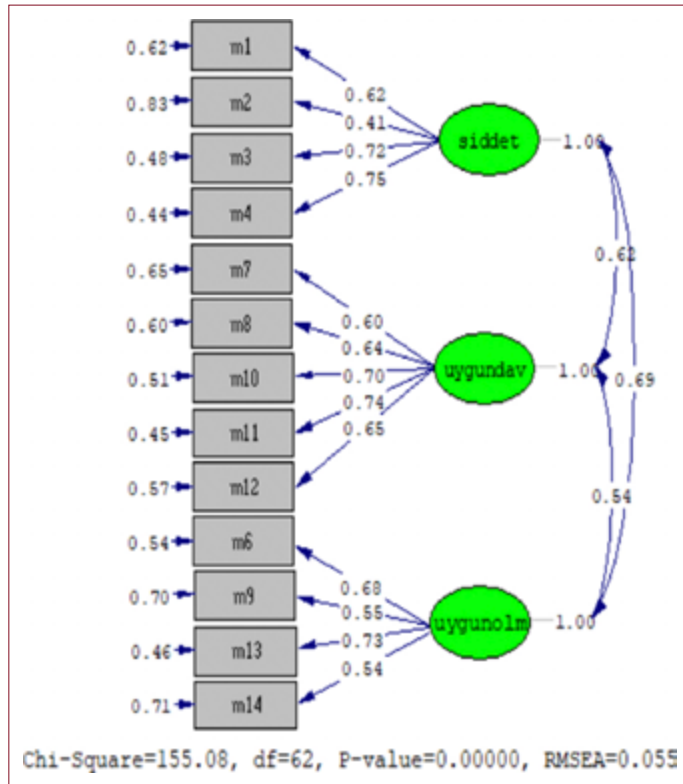 0.62 m1
0.62
0.83 m2
0.41
siddet 1.00
0.48 m3
0.72
0.75
0.44 m4
0.65 m7
0.62
0.60 m8
0.60
0.64
uygundav 1.00
0.51 m10
0.70
0.69
0.74
0.45 m11
0.65
0.57 m12
0.54
0.54 m6
0.68
0.70 m9
0.55
uygunolm 1.00
0.73
0.46 m13
0.54
0.71 m14
Chi-Square=155.08, df=62, P-value=0.00000, RMSEA=0.055